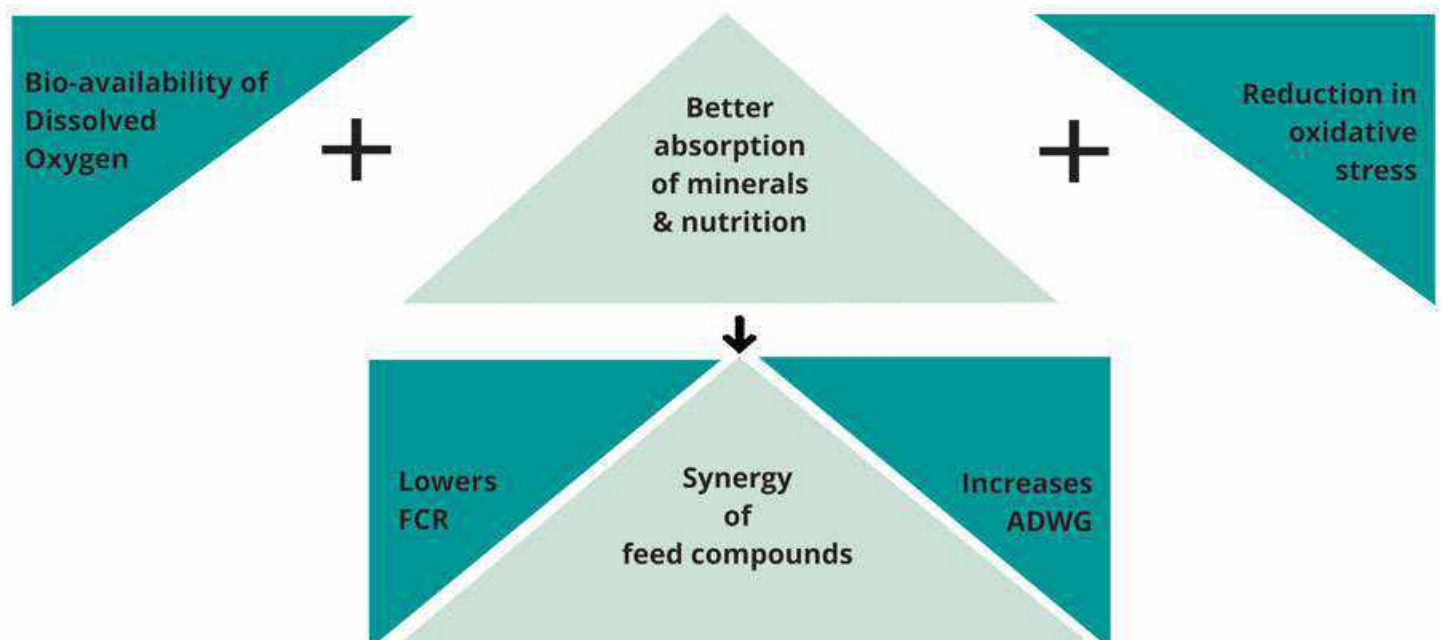 Bio-availability of
Dissolved
Oxygen
+
Better
absorption
of minerals
& nutrition
+
Reduction in
oxidative
stress
Lowers
FCR
Synergy
of
feed compounds
Increases
ADWG